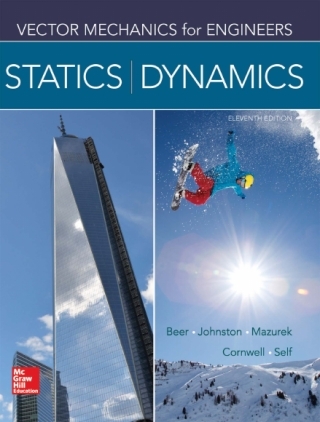 VECTOR MECHANICS for ENGINEERS
STATICS | DYNAMICS
ELEVENTH EDITION
Beer • Johnston • Mazurek
Cornwell • Self
Mc
Graw
Hill
Education